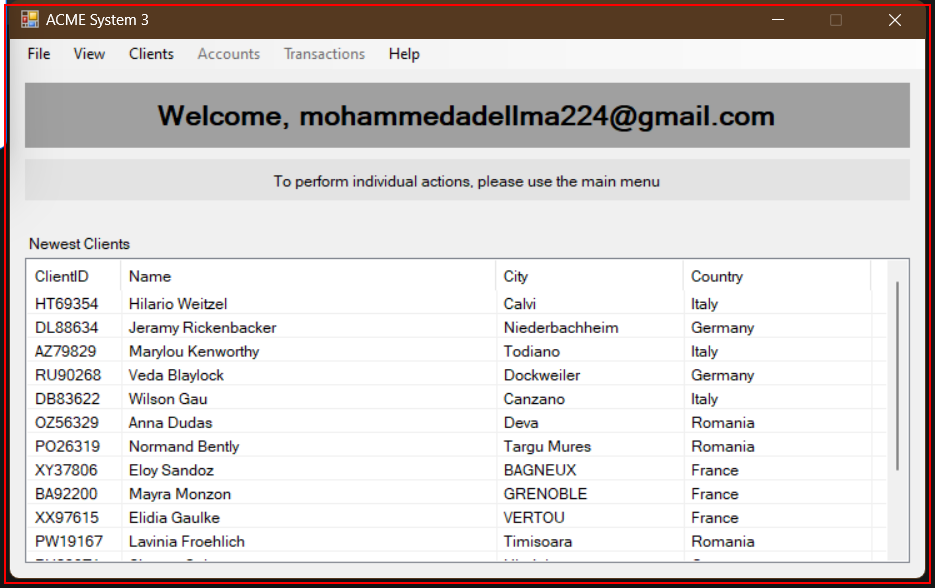 ACME System 3
File View Clients Accounts Transactions Help
Welcome, mohammedadellma224@gmail.com
To perform individual actions, please use the main menu
Newest Clients
ClientID Name City Country
HT69354 Hilario Weitzel Calvi Italy
DL88634 Jeramy Rickenbacker Niederbachheim Germany
AZ79829 Marylou Kenworthy Todiano Italy
RU90268 Veda Blaylock Dockweiler Germany
DB83622 Wilson Gau Canzano Italy
OZ56329 Anna Dudas Deva Romania
PO26319 Normand Bently Targu Mures Romania
XY37806 Eloy Sandoz BAGNEUX France
BA92200 Mayra Monzon GRENOBLE France
XX97615 Elidia Gaulke VERTOU France
PW19167 Lavinia Froehlich Timisoara Romania